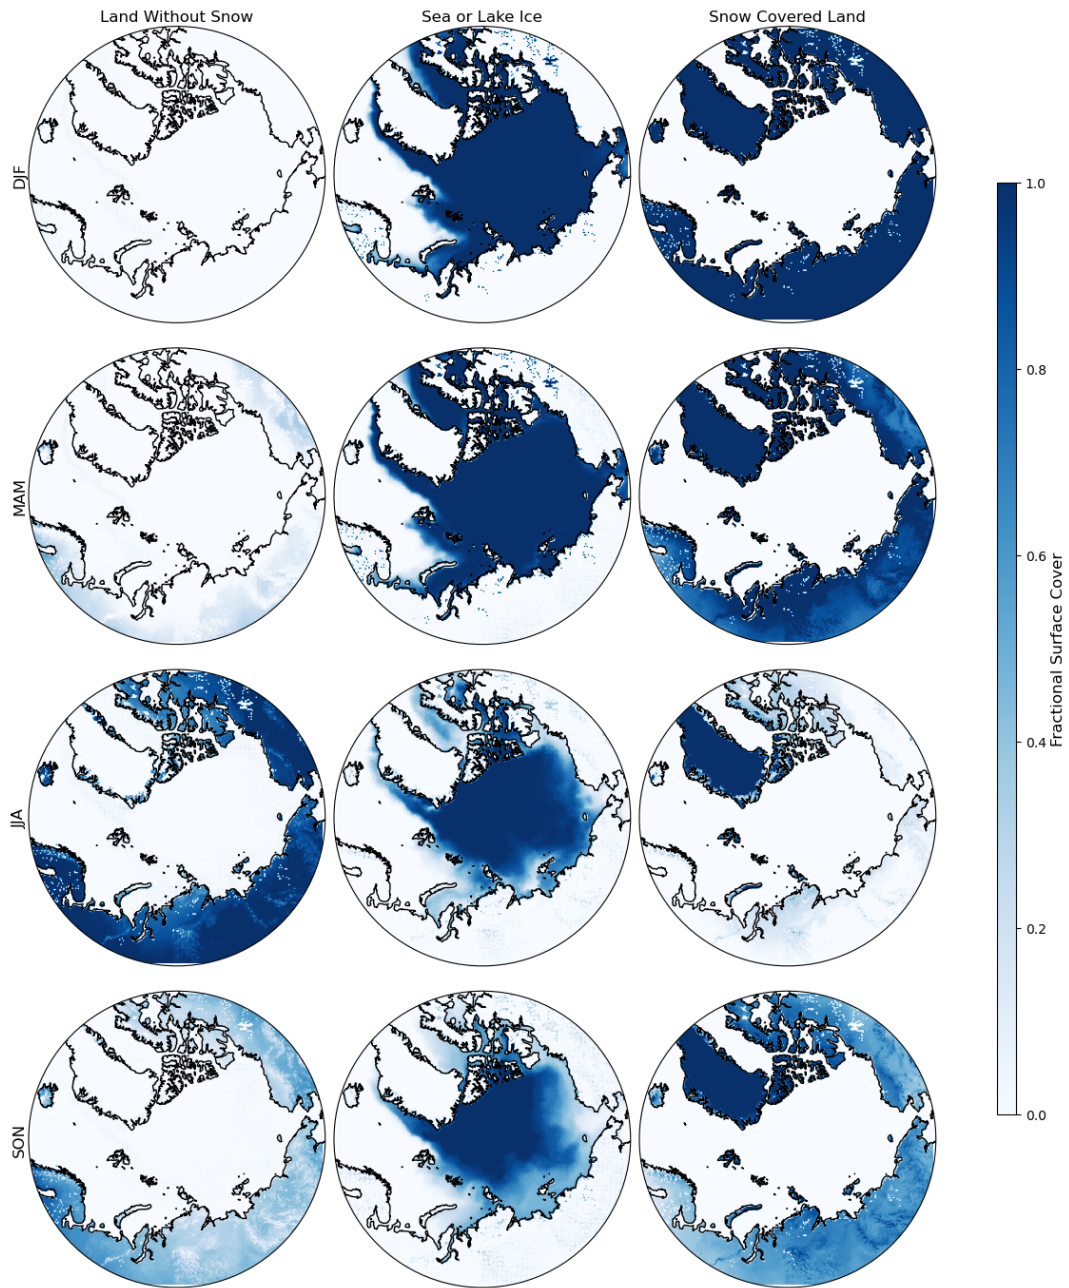 Land Without Snow
Sea or Lake Ice
Snow Covered Land
DJF
MAM
JJA
SON
1.0
0.8
0.6
0.4
0.2
0.0
Fractional Surface Cover